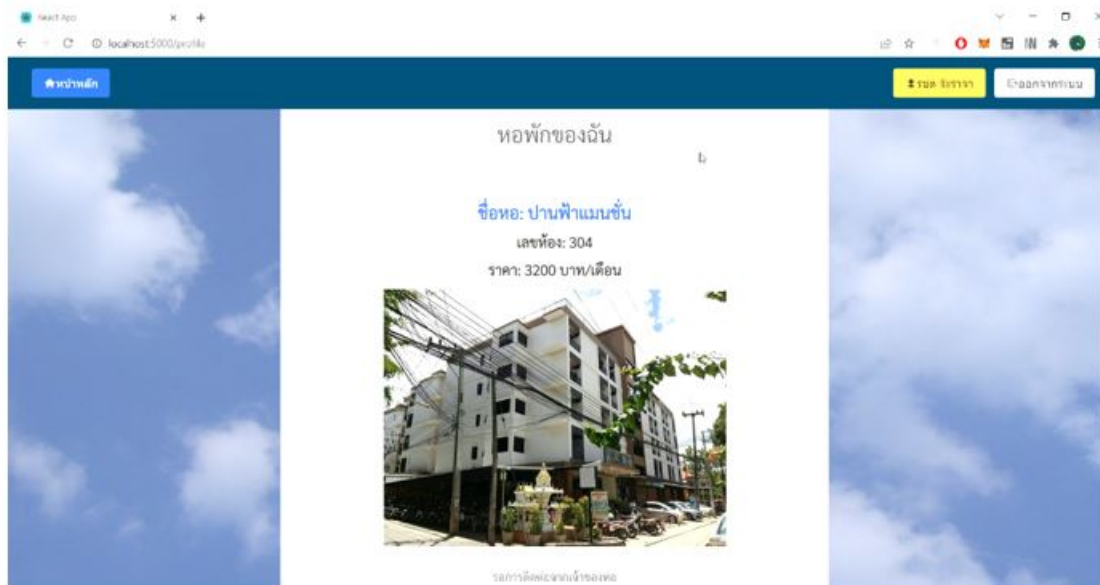 React App
localhost:5000/profile
หน้าหลัก
ออกจากระบบ
หอพักของฉัน
ชื่อหอ: ปานฟ้าแมนชั่น
เลขห้อง: 304
ราคา: 3200 บาท/เดือน
รอการติดต่อจากเจ้าของหอ